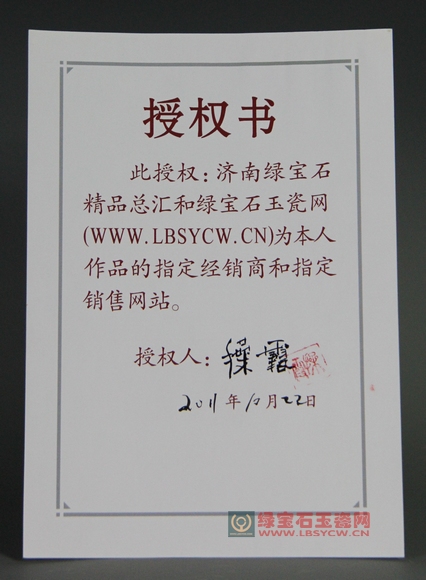 授权书
此授权：济南绿宝石
精品总汇和绿宝石玉瓷网
(WWW.LBSYCW.CN)为本人
作品的指定经销商和指定
销售网站。
授权人：
2011年10月22日
绿宝石玉瓷网
WWW.LBSYCW.CN